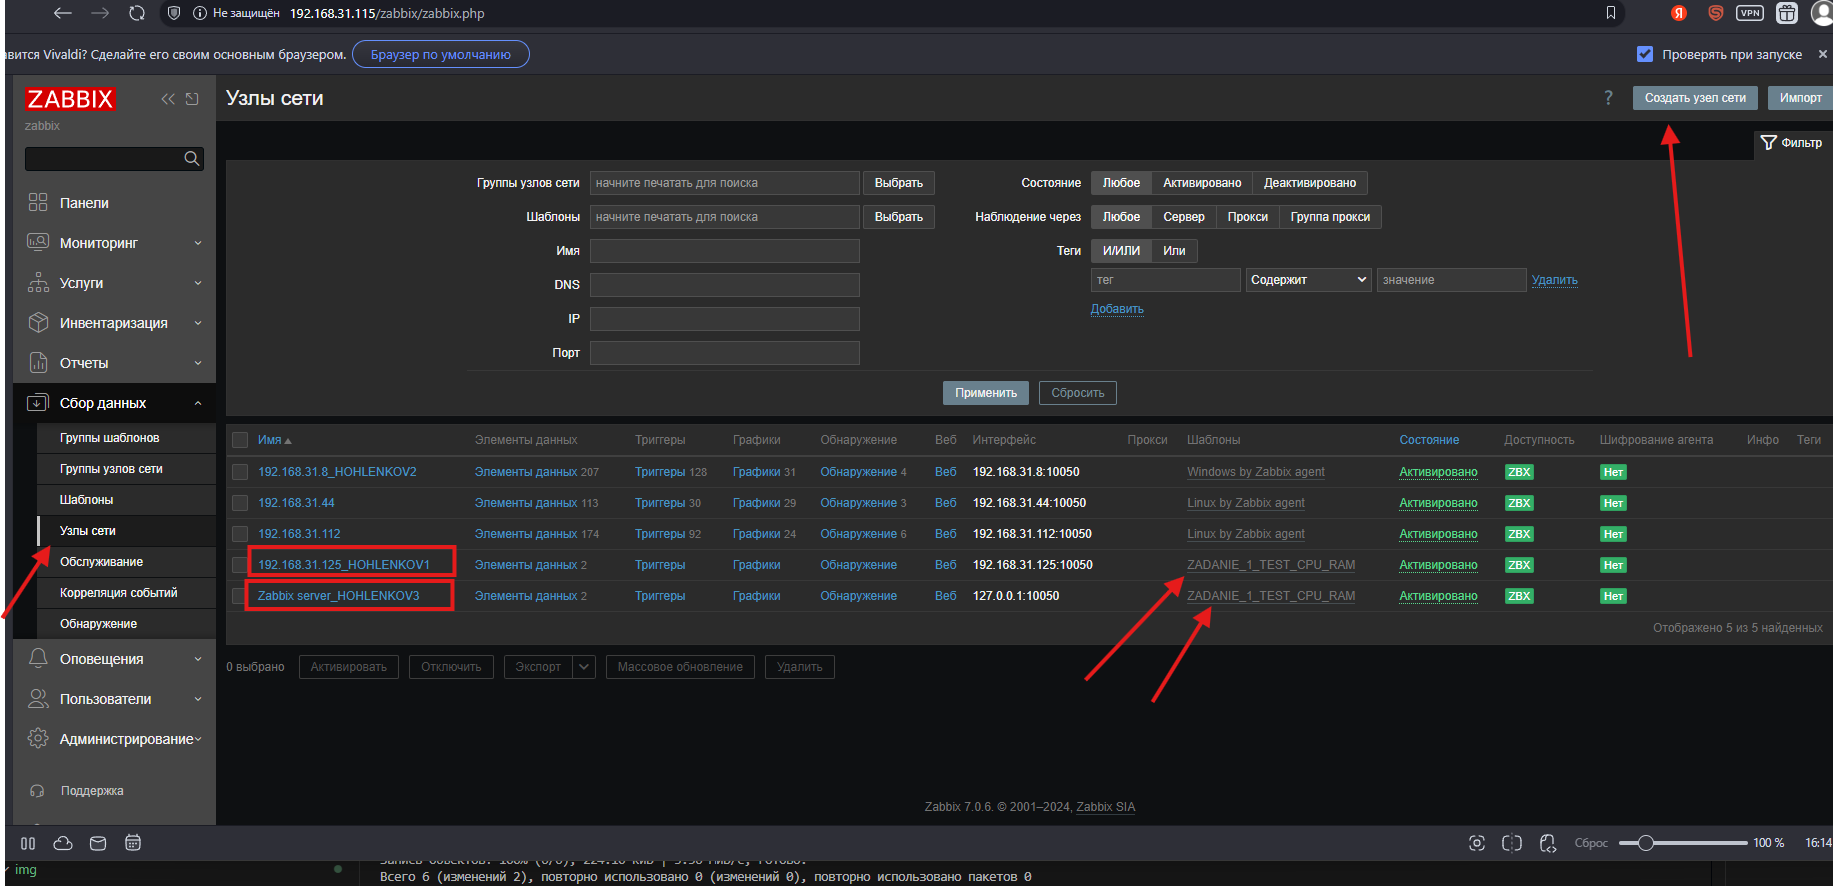 Не защищён 192.168.31.115/zabbix/zabbix.php Я VPN
авится Vivaldi? Сделайте его своим основным браузером. Браузер по умолчанию Проверять при запуске
ZABBIX
zabbix
Узлы сети ? Создать узел сети Импорт
Фильтр
Панели
Мониторинг
Услуги
Инвентаризация
Отчеты
Сбор данных
Группы шаблонов
Группы узлов сети
Шаблоны
Узлы сети
Обслуживание
Корреляция событий
Обнаружение
Оповещения
Пользователи
Администрирование
Поддержка
Группы узлов сети начните печатать для поиска Выбрать
Шаблоны начните печатать для поиска Выбрать
Имя
DNS
IP
Порт
Состояние Любое Активировано Деактивировано
Наблюдение через Любое Сервер Прокси Группа прокси
Теги И/ИЛИ Или
тег Содержит значение Удалить
Добавить
Применить Сбросить
Имя Элементы данных Триггеры Графики Обнаружение Веб Интерфейс Прокси Шаблоны Состояние Доступность Шифрование агента Инфо Теги
192.168.31.8_HOHLENKOV2 Элементы данных 207 Триггеры 128 Графики 31 Обнаружение 4 Веб 192.168.31.8:10050 Windows by Zabbix agent Активировано ZBX Нет
192.168.31.44 Элементы данных 113 Триггеры 30 Графики 29 Обнаружение 3 Веб 192.168.31.44:10050 Linux by Zabbix agent Активировано ZBX Нет
192.168.31.112 Элементы данных 174 Триггеры 92 Графики 24 Обнаружение 6 Веб 192.168.31.112:10050 Linux by Zabbix agent Активировано ZBX Нет
192.168.31.125_HOHLENKOV1 Элементы данных 2 Триггеры Графики Обнаружение Веб 192.168.31.125:10050 ZADANIE_1_TEST_CPU_RAM Активировано ZBX Нет
Zabbix server_HOHLENKOV3 Элементы данных 2 Триггеры Графики Обнаружение Веб 127.0.0.1:10050 ZADANIE_1_TEST_CPU_RAM Активировано ZBX Нет
Отображено 5 из 5 найденных
0 выбрано Активировать Отключить Экспорт Массовое обновление Удалить
Zabbix 7.0.6. © 2001–2024, Zabbix SIA
Сброс 100 % 16:14
img
Всего 6 (изменений 2), повторно использовано 0 (изменений 0), повторно использовано пакетов 0